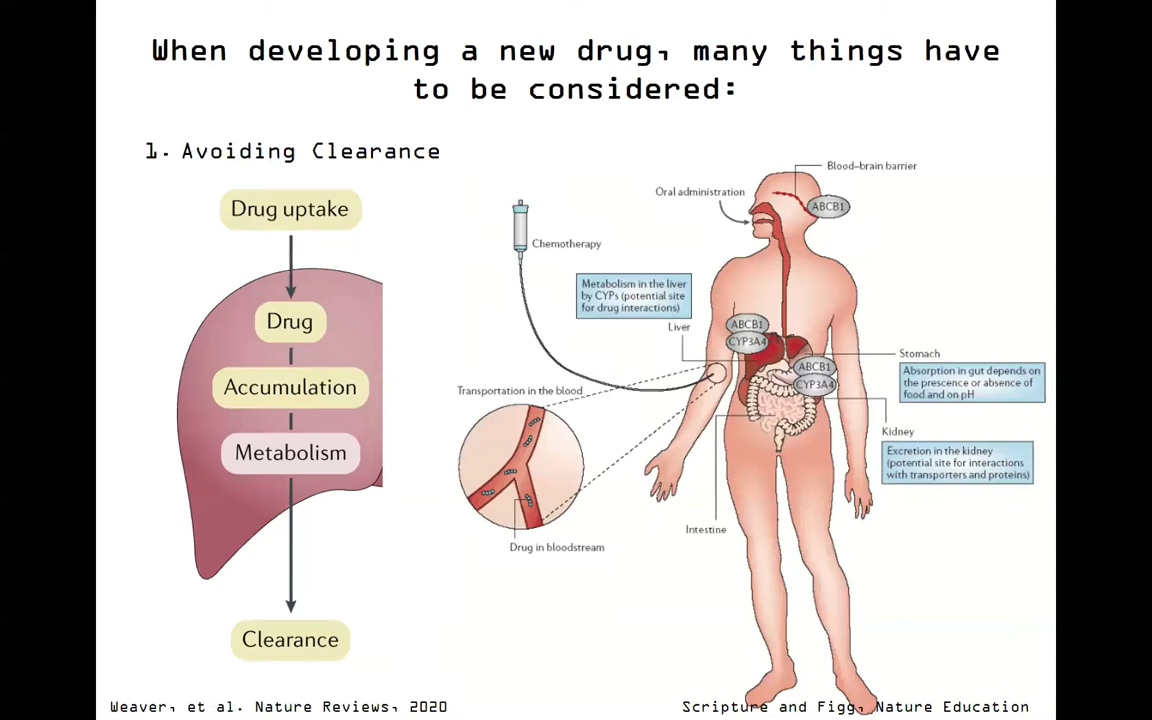 When developing a new drug, many things have
to be considered:
1. Avoiding Clearance
Drug uptake
Drug
Accumulation
Metabolism
Clearance
Weaver, et al. Nature Reviews, 2020
Blood–brain barrier
Oral administration
ABCB1
Chemotherapy
Metabolism in the liver
by CYPs (potential site
for drug interactions)
Liver
ABCB1
CYP3A4
Stomach
ABCB1
CYP3A4
Absorption in gut depends on
the prescence or absence of
food and on pH
Transportation in the blood
Kidney
Excretion in the kidney
(potential site for interactions
with transporters and proteins)
Intestine
Drug in bloodstream
Scripture and Figg, Nature Education